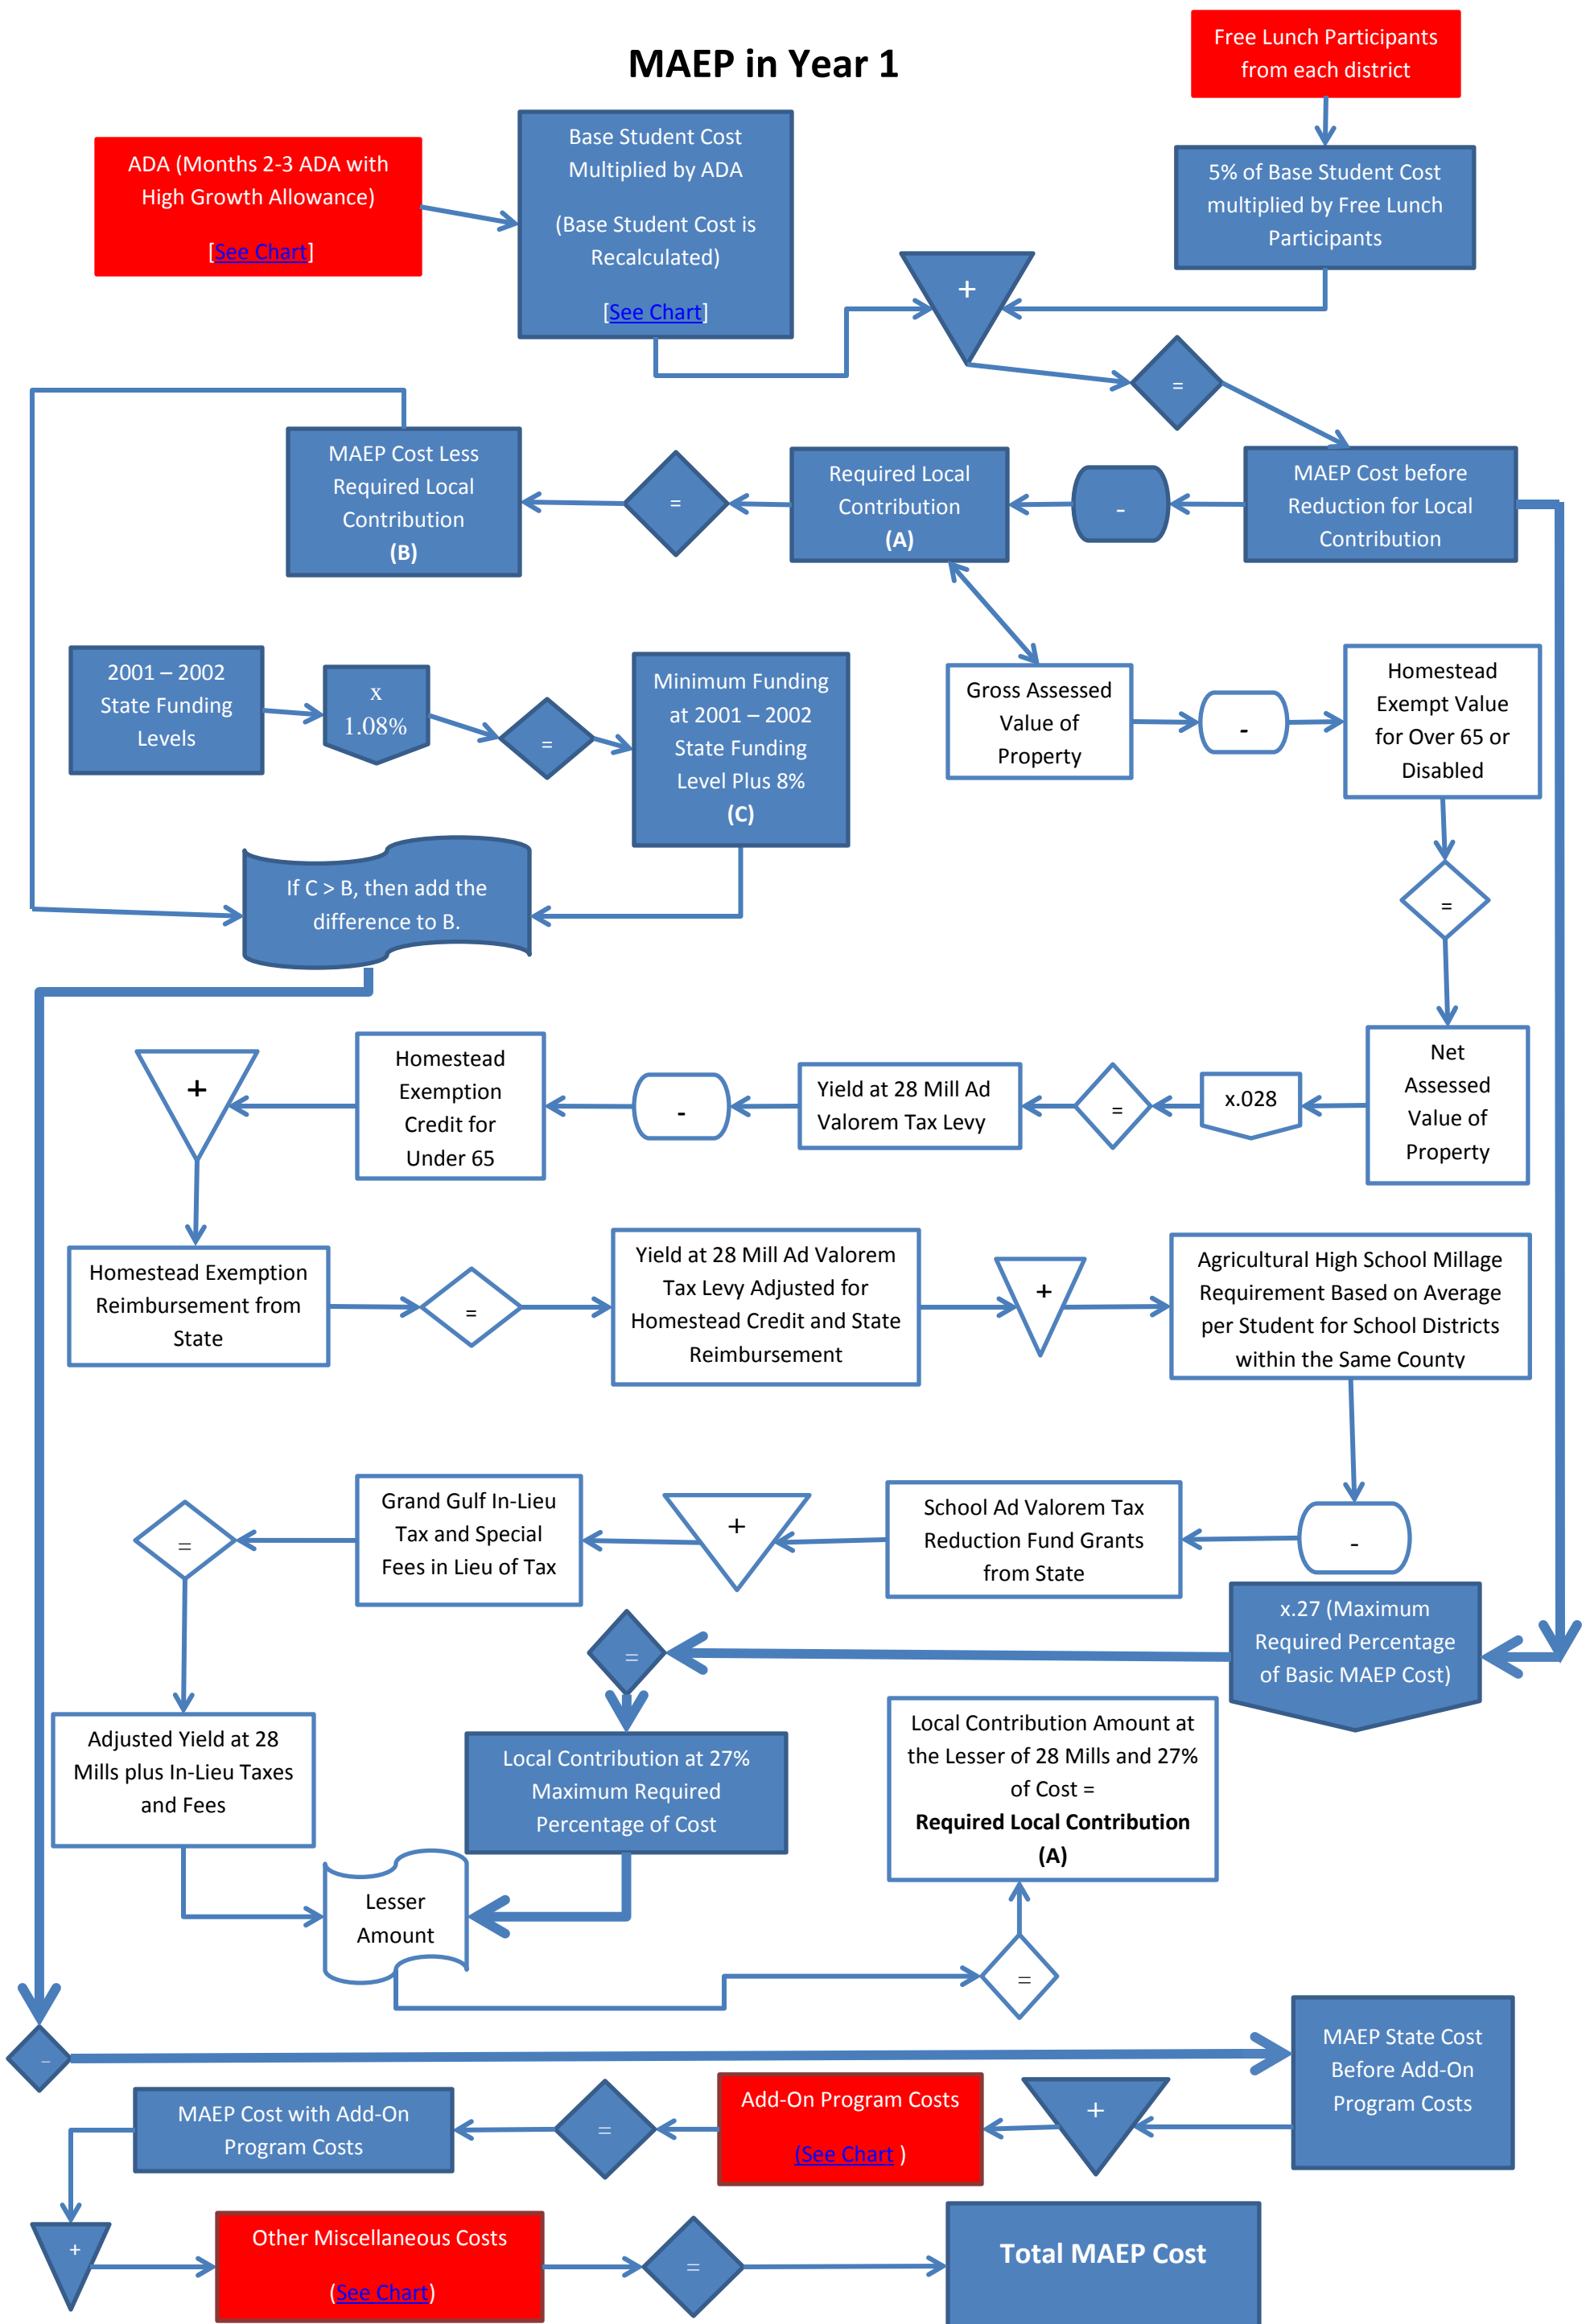 MAEP in Year 1
Free Lunch Participants
from each district
ADA (Months 2-3 ADA with
High Growth Allowance)
[See Chart]
Base Student Cost
Multiplied by ADA
(Base Student Cost is
Recalculated)
[See Chart]
5% of Base Student Cost
multiplied by Free Lunch
Participants
+
=
MAEP Cost before
Reduction for Local
Contribution
-
Required Local
Contribution
(A)
=
MAEP Cost Less
Required Local
Contribution
(B)
2001 – 2002
State Funding
Levels
x
1.08%
=
Minimum Funding
at 2001 – 2002
State Funding
Level Plus 8%
(C)
If C > B, then add the
difference to B.
Gross Assessed
Value of
Property
-
Homestead
Exempt Value
for Over 65 or
Disabled
=
Net
Assessed
Value of
Property
x.028
=
Yield at 28 Mill Ad
Valorem Tax Levy
-
Homestead
Exemption
Credit for
Under 65
+
Homestead Exemption
Reimbursement from
State
=
Yield at 28 Mill Ad Valorem
Tax Levy Adjusted for
Homestead Credit and State
Reimbursement
+
Agricultural High School Millage
Requirement Based on Average
per Student for School Districts
within the Same County
-
School Ad Valorem Tax
Reduction Fund Grants
from State
+
Grand Gulf In-Lieu
Tax and Special
Fees in Lieu of Tax
=
x.27 (Maximum
Required Percentage
of Basic MAEP Cost)
=
Adjusted Yield at 28
Mills plus In-Lieu Taxes
and Fees
Local Contribution at 27%
Maximum Required
Percentage of Cost
Local Contribution Amount at
the Lesser of 28 Mills and 27%
of Cost =
Required Local Contribution
(A)
Lesser
Amount
=
=
MAEP State Cost
Before Add-On
Program Costs
+
Add-On Program Costs
(See Chart )
=
MAEP Cost with Add-On
Program Costs
+
Other Miscellaneous Costs
(See Chart)
=
Total MAEP Cost